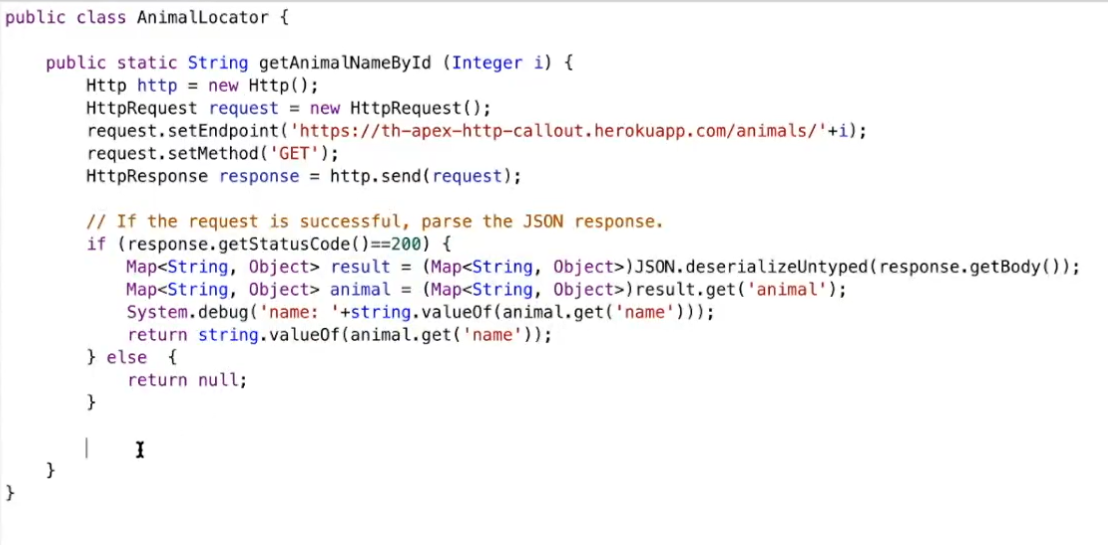 public class AnimalLocator {
public static String getAnimalNameById (Integer i) {
Http http = new Http();
HttpRequest request = new HttpRequest();
request.setEndpoint('https://th-apex-http-callout.herokuapp.com/animals/'+i);
request.setMethod('GET');
HttpResponse response = http.send(request);
// If the request is successful, parse the JSON response.
if (response.getStatusCode()==200) {
Map<String, Object> result = (Map<String, Object>)JSON.deserializeUntyped(response.getBody());
Map<String, Object> animal = (Map<String, Object>)result.get('animal');
System.debug('name: '+string.valueOf(animal.get('name')));
return string.valueOf(animal.get('name'));
} else  {
return null;
}
}
}